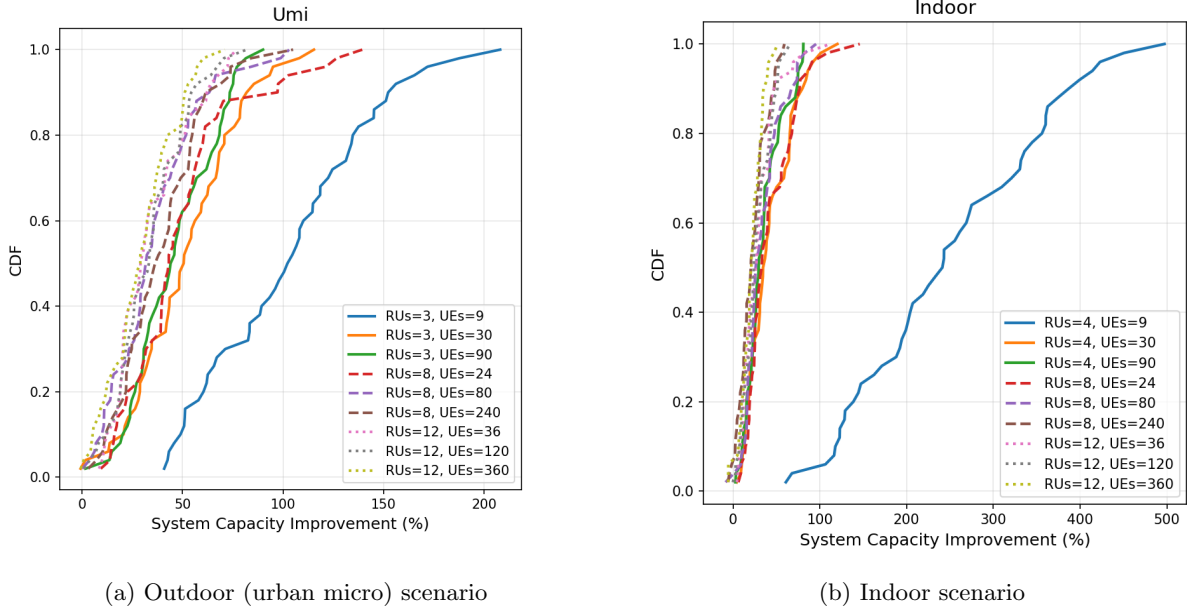 Umi
CDF
1.0
0.8
0.6
0.4
0.2
0.0
RUs=3, UEs=9
RUs=3, UEs=30
RUs=3, UEs=90
RUs=8, UEs=24
RUs=8, UEs=80
RUs=8, UEs=240
RUs=12, UEs=36
RUs=12, UEs=120
RUs=12, UEs=360
0 50 100 150 200
System Capacity Improvement (%)
(a) Outdoor (urban micro) scenario
Indoor
CDF
1.0
0.8
0.6
0.4
0.2
0.0
RUs=4, UEs=9
RUs=4, UEs=30
RUs=4, UEs=90
RUs=8, UEs=24
RUs=8, UEs=80
RUs=8, UEs=240
RUs=12, UEs=36
RUs=12, UEs=120
RUs=12, UEs=360
0 100 200 300 400 500
System Capacity Improvement (%)
(b) Indoor scenario